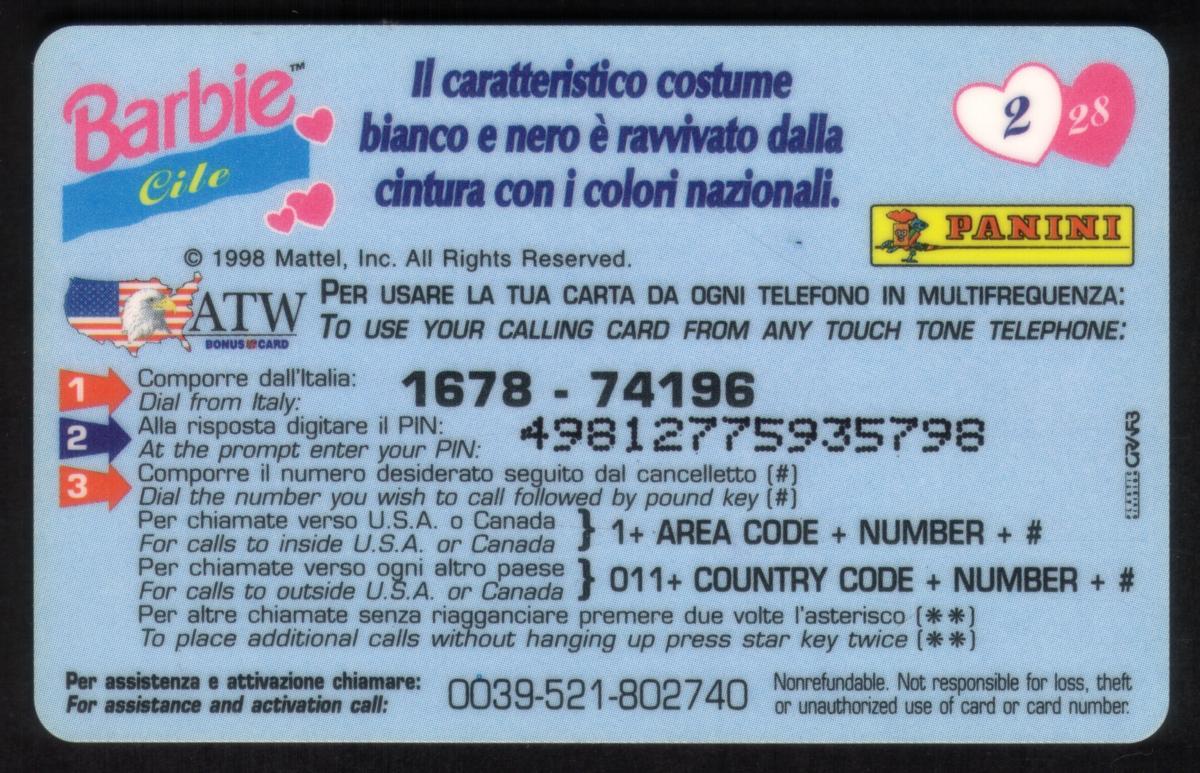 Barbie™
Cile
Il caratteristico costume
bianco e nero è ravvivato dalla
cintura con i colori nazionali.
2
28
PANINI
© 1998 Mattel, Inc. All Rights Reserved.
ATW
BONUS CARD
PER USARE LA TUA CARTA DA OGNI TELEFONO IN MULTIFREQUENZA:
TO USE YOUR CALLING CARD FROM ANY TOUCH TONE TELEPHONE:
1
Comporre dall'Italia:
Dial from Italy:
1678 - 74196
2
Alla risposta digitare il PIN:
At the prompt enter your PIN:
49812775935798
3
Comporre il numero desiderato seguito dal cancelletto (#)
Dial the number you wish to call followed by pound key (#)
Per chiamate verso U.S.A. o Canada
For calls to inside U.S.A. or Canada
} 1+ AREA CODE + NUMBER + #
Per chiamate verso ogni altro paese
For calls to outside U.S.A. or Canada
} 011+ COUNTRY CODE + NUMBER + #
Per altre chiamate senza riagganciare premere due volte l'asterisco (**)
To place additional calls without hanging up press star key twice (**)
Per assistenza e attivazione chiamare:
For assistance and activation call:
0039-521-802740
Nonrefundable. Not responsible for loss, theft
or unauthorized use of card or card number.